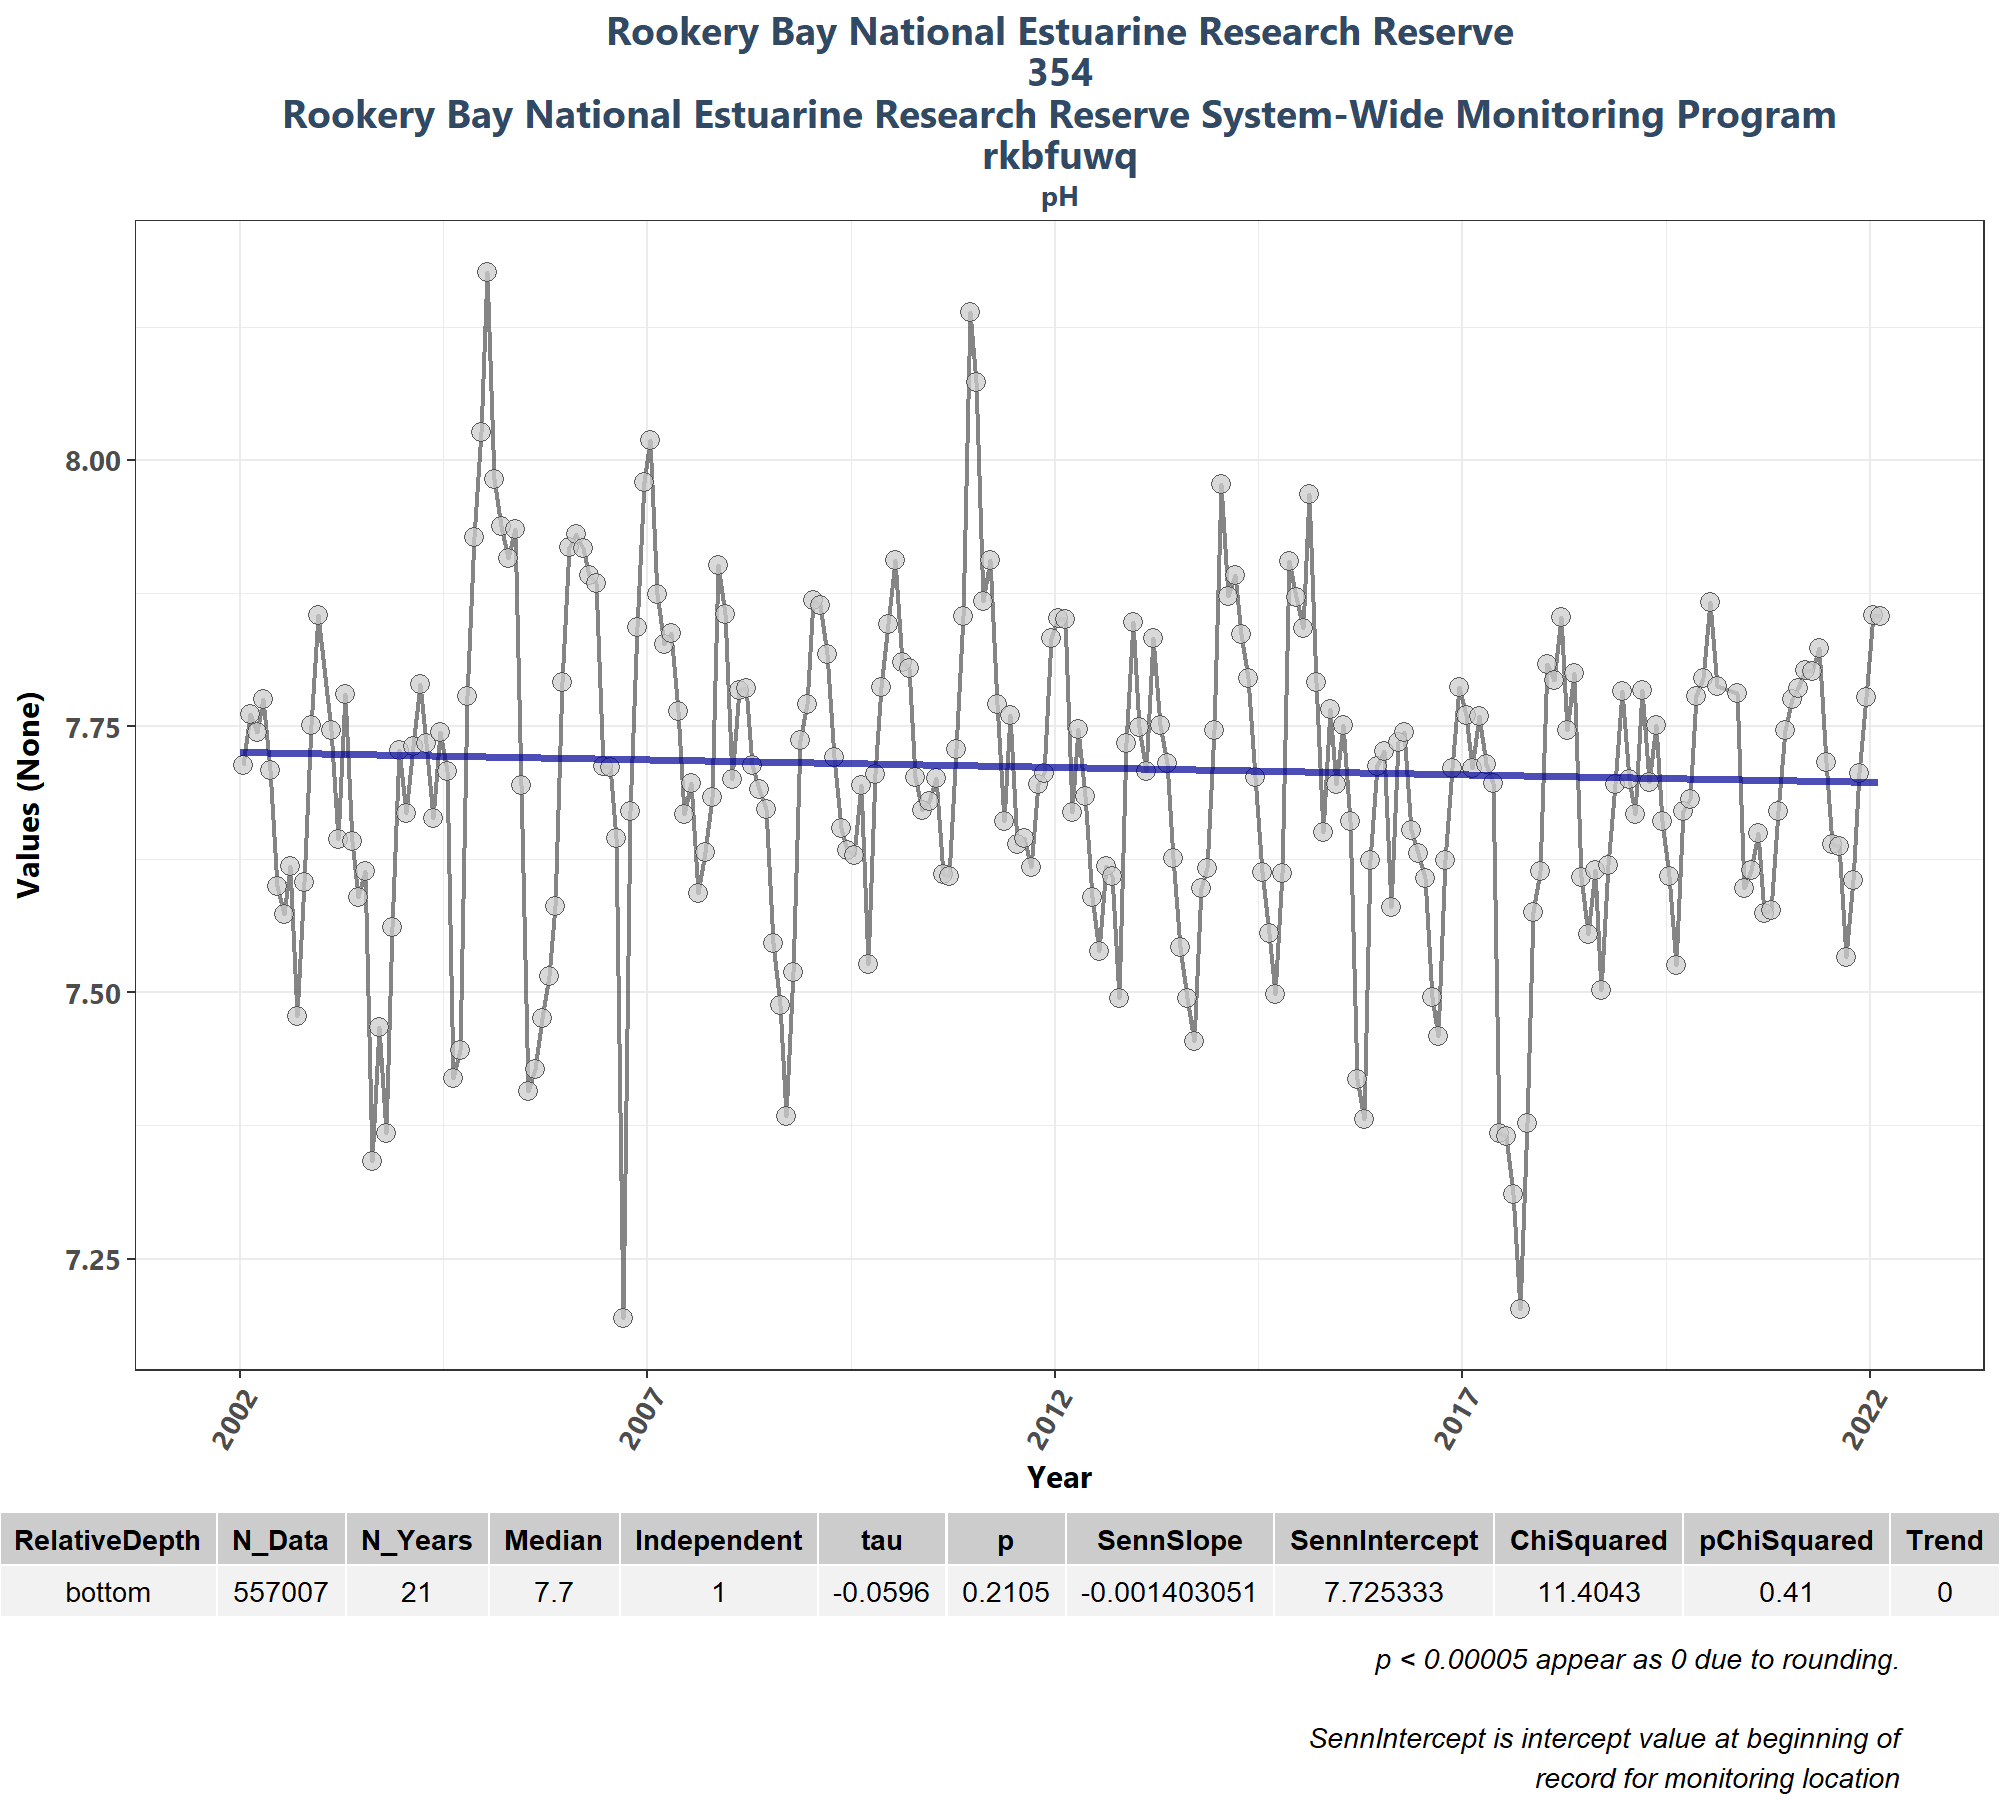 Rookery Bay National Estuarine Research Reserve
354
Rookery Bay National Estuarine Research Reserve System-Wide Monitoring Program
rkbfuwq
pH
Values (None)
8.00
7.75
7.50
7.25
2002 2007 2012 2017 2022
Year
RelativeDepth N_Data N_Years Median Independent tau p SennSlope SennIntercept ChiSquared pChiSquared Trend
bottom 557007 21 7.7 1 -0.0596 0.2105 -0.001403051 7.725333 11.4043 0.41 0
p < 0.00005 appear as 0 due to rounding.
SennIntercept is intercept value at beginning of
record for monitoring location